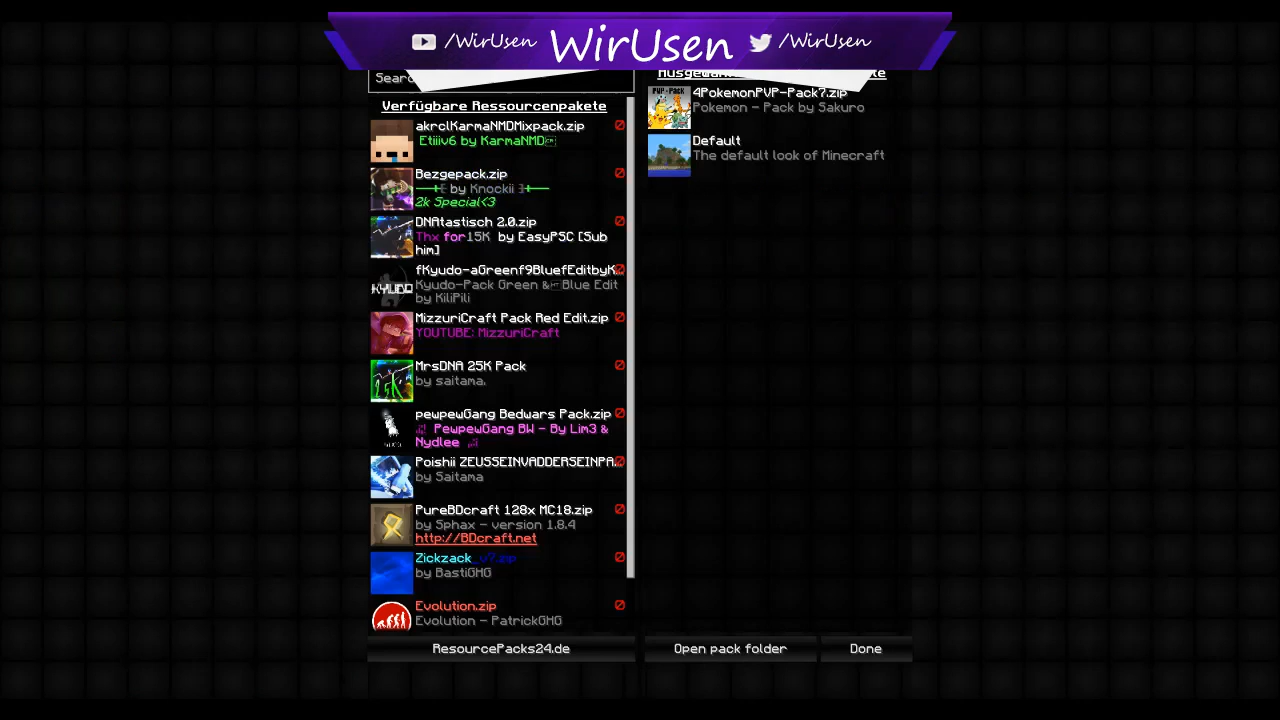 /WirUsen WirUsen /WirUsen
Searc
Verfügbare Ressourcenpakete
akrclKarmaNMDMixpack.zip
Etiiiv6 by KarmaNMD
Bezgepack.zip
by Knockii
2k Special<3
DNAtastisch 2.0.zip
Thx for 15K by EasyPSC [Sub
him]
KYUDO
fKyudo-aGreenf9BluefEditbyK...
Kyudo-Pack Green & Blue Edit
by KiliPili
MizzuriCraft Pack Red Edit.zip
YOUTUBE: MizzuriCraft
MrsDNA 25K Pack
by saitama.
pewpewGang Bedwars Pack.zip
PewpewGang BW - By Lim3 &
Nydlee
Poishii ZEUSSEINVADDERSEINPA...
by Saitama
PureBDcraft 128x MC18.zip
by Sphax - version 1.8.4
http://BDcraft.net
Zickzack_v7.zip
by BastiGHG
Evolution.zip
Evolution - PatrickGHG
PVP-PACK
4PokemonPVP-Pack7.zip
Pokemon - Pack by Sakuro
Default
The default look of Minecraft
ResourcePacks24.de
Open pack folder
Done